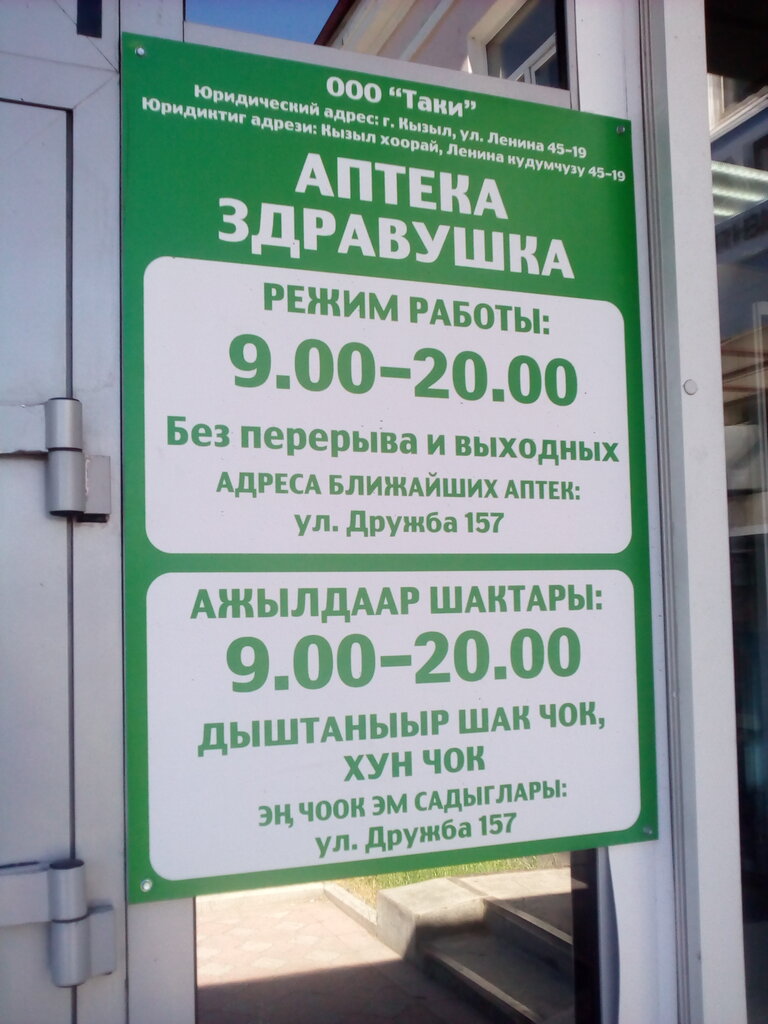 ООО "Таки"
Юридический адрес: г. Кызыл, ул. Ленина 45-19
Юридиктиг адрези: Кызыл хоорай, Ленина кудумчузу 45-19
АПТЕКА
ЗДРАВУШКА
РЕЖИМ РАБОТЫ:
9.00-20.00
Без перерыва и выходных
АДРЕСА БЛИЖАЙШИХ АПТЕК:
ул. Дружба 157
АЖЫЛДААР ШАКТАРЫ:
9.00-20.00
ДЫШТАНЫЫР ШАК ЧОК,
ХУН ЧОК
ЭҢ ЧООК ЭМ САДЫГЛАРЫ:
ул. Дружба 157